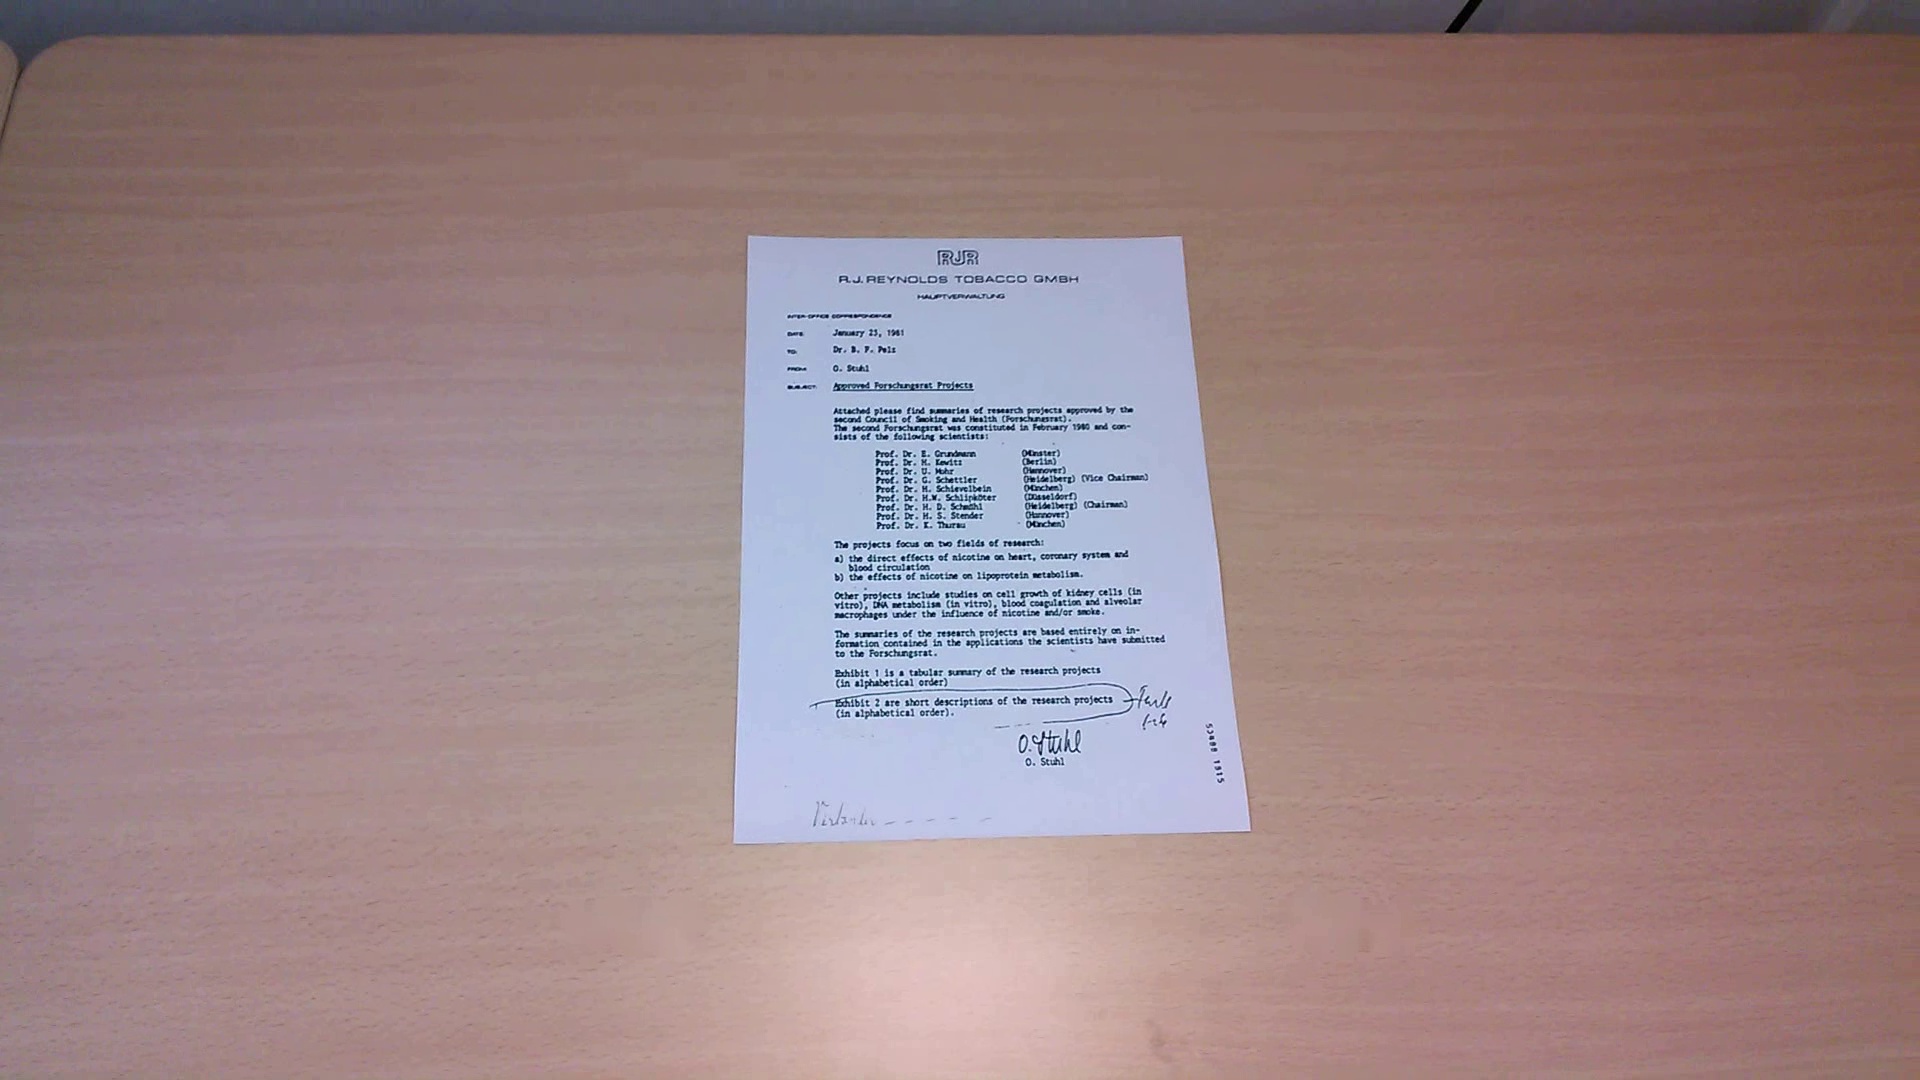 RJR
R.J. REYNOLDS TOBACCO GMBH
HAUPTVERWALTUNG
INTER-OFFICE CORRESPONDENCE
DATE: January 23, 1981
TO: Dr. B. F. Pelz
FROM: O. Stuhl
SUBJECT: Approved Forschungsrat Projects
Attached please find summaries of research projects approved by the
second Council of Smoking and Health (Forschungsrat).
The second Forschungsrat was constituted in February 1980 and con-
sists of the following scientists:
Prof. Dr. E. Grundmann (Münster)
Prof. Dr. H. Kewitz (Berlin)
Prof. Dr. U. Mohr (Hannover)
Prof. Dr. G. Schettler (Heidelberg) (Vice Chairman)
Prof. Dr. H. Schievelbein (München)
Prof. Dr. H.W. Schlipköter (Düsseldorf)
Prof. Dr. H. D. Schmähl (Heidelberg) (Chairman)
Prof. Dr. H. S. Stender (Hannover)
Prof. Dr. K. Thurau (München)
The projects focus on two fields of research:
a) the direct effects of nicotine on heart, coronary system and
blood circulation
b) the effects of nicotine on lipoprotein metabolism.
Other projects include studies on cell growth of kidney cells (in
vitro), DNA metabolism (in vitro), blood coagulation and alveolar
macrophages under the influence of nicotine and/or smoke.
The summaries of the research projects are based entirely on in-
formation contained in the applications the scientists have submitted
to the Forschungsrat.
Exhibit 1 is a tabular summary of the research projects
(in alphabetical order)
Exhibit 2 are short descriptions of the research projects
(in alphabetical order).
O. Stuhl
O. Stuhl